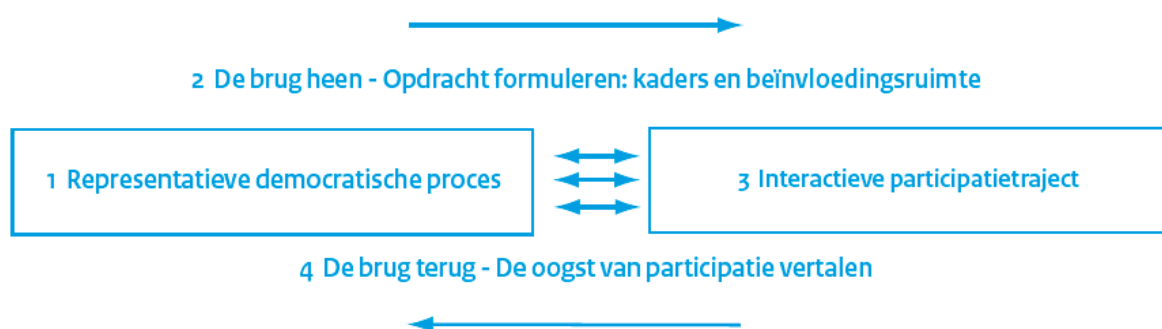 2 De brug heen - Opdracht formuleren: kaders en beïnvloedingsruimte
1 Representatieve democratische proces
3 Interactieve participatietraject
4 De brug terug - De oogst van participatie vertalen